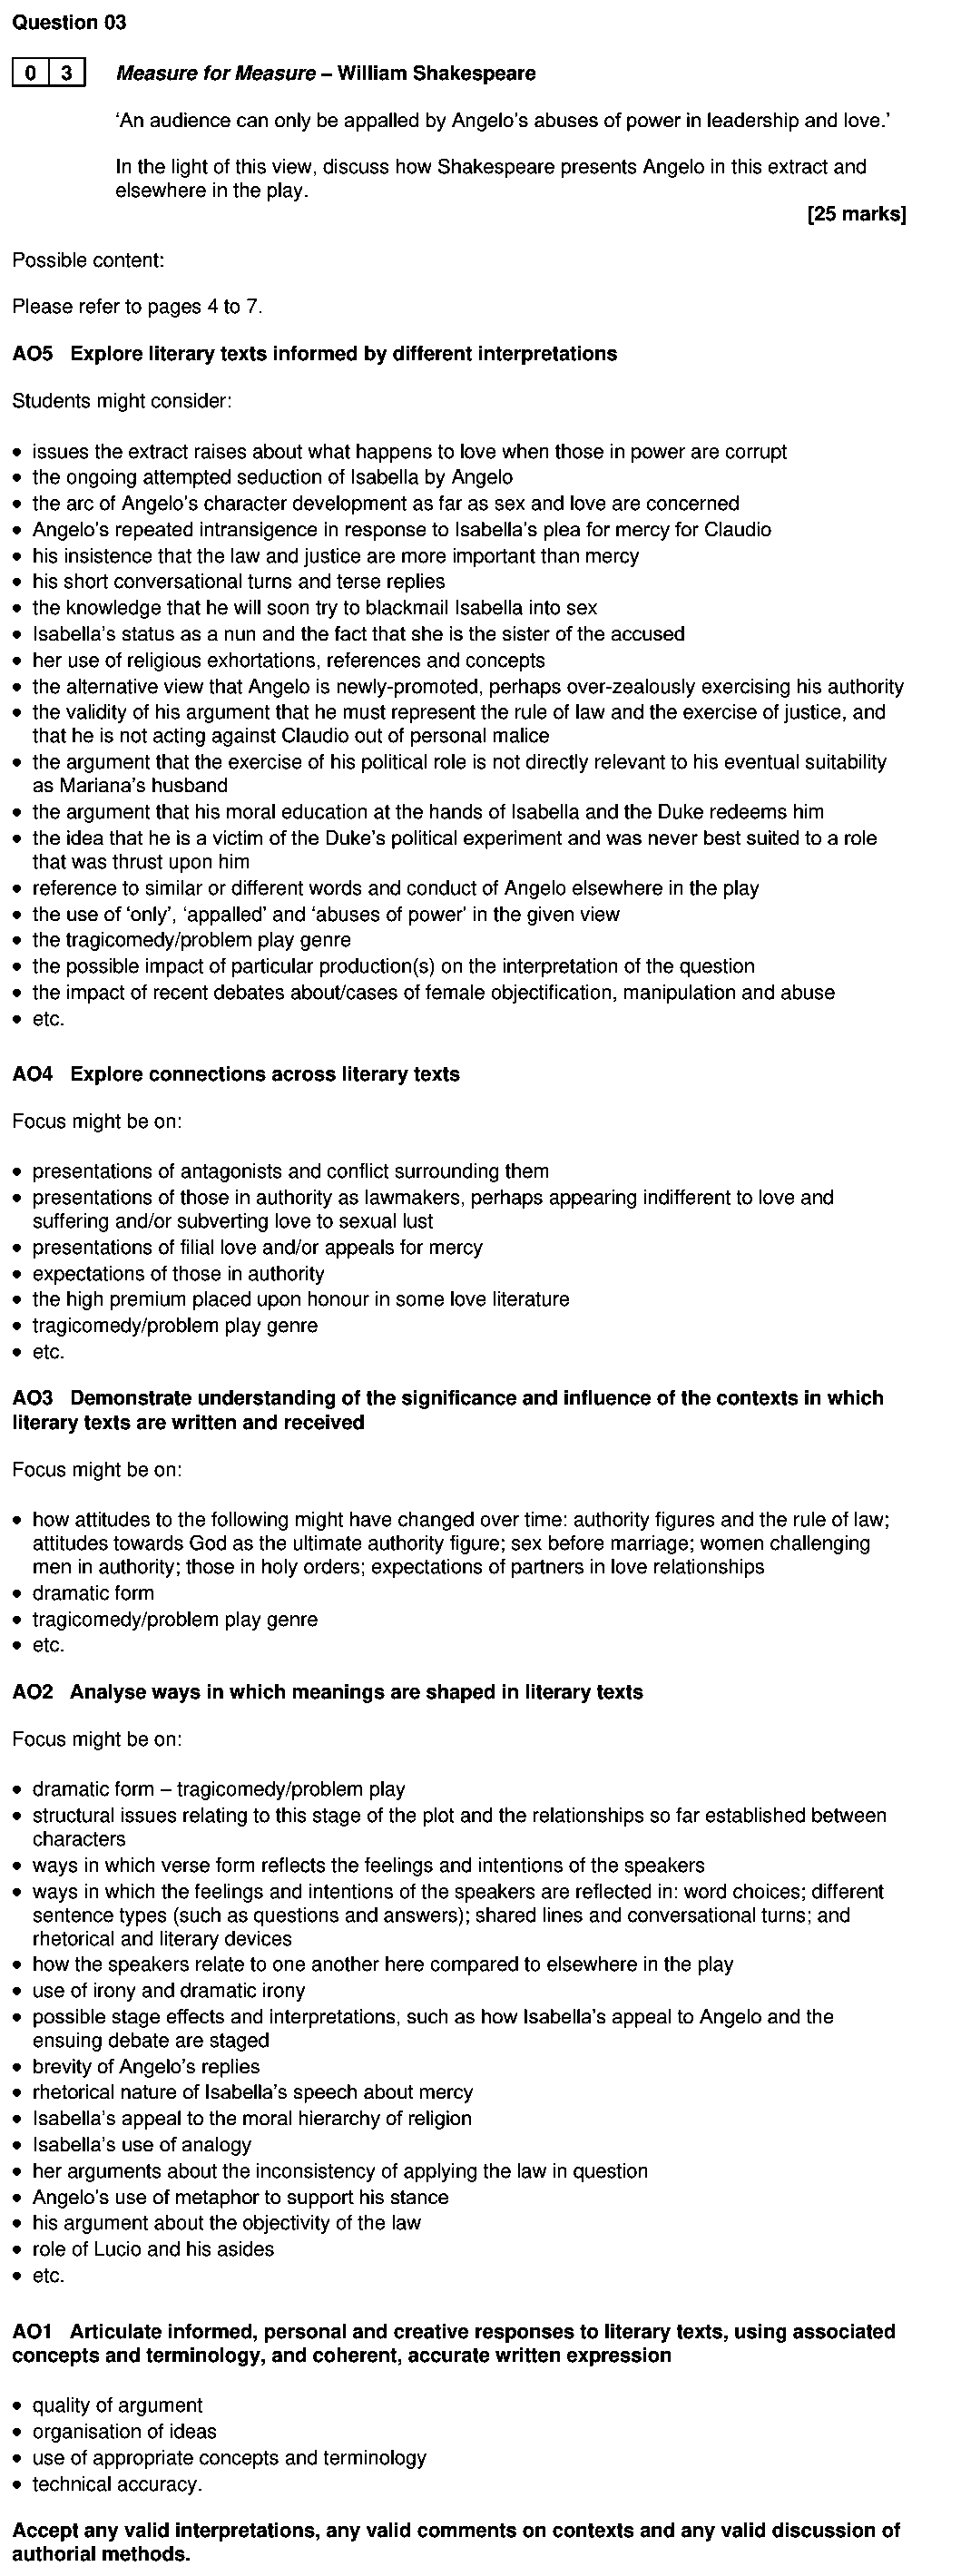 Question 03
0 3 Measure for Measure – William Shakespeare
‘An audience can only be appalled by Angelo’s abuses of power in leadership and love.’
In the light of this view, discuss how Shakespeare presents Angelo in this extract and
elsewhere in the play.
[25 marks]
Possible content:
Please refer to pages 4 to 7.
AO5 Explore literary texts informed by different interpretations
Students might consider:
• issues the extract raises about what happens to love when those in power are corrupt
• the ongoing attempted seduction of Isabella by Angelo
• the arc of Angelo’s character development as far as sex and love are concerned
• Angelo’s repeated intransigence in response to Isabella’s plea for mercy for Claudio
• his insistence that the law and justice are more important than mercy
• his short conversational turns and terse replies
• the knowledge that he will soon try to blackmail Isabella into sex
• Isabella’s status as a nun and the fact that she is the sister of the accused
• her use of religious exhortations, references and concepts
• the alternative view that Angelo is newly-promoted, perhaps over-zealously exercising his authority
• the validity of his argument that he must represent the rule of law and the exercise of justice, and
that he is not acting against Claudio out of personal malice
• the argument that the exercise of his political role is not directly relevant to his eventual suitability
as Mariana’s husband
• the argument that his moral education at the hands of Isabella and the Duke redeems him
• the idea that he is a victim of the Duke’s political experiment and was never best suited to a role
that was thrust upon him
• reference to similar or different words and conduct of Angelo elsewhere in the play
• the use of ‘only’, ‘appalled’ and ‘abuses of power’ in the given view
• the tragicomedy/problem play genre
• the possible impact of particular production(s) on the interpretation of the question
• the impact of recent debates about/cases of female objectification, manipulation and abuse
• etc.
AO4 Explore connections across literary texts
Focus might be on:
• presentations of antagonists and conflict surrounding them
• presentations of those in authority as lawmakers, perhaps appearing indifferent to love and
suffering and/or subverting love to sexual lust
• presentations of filial love and/or appeals for mercy
• expectations of those in authority
• the high premium placed upon honour in some love literature
• tragicomedy/problem play genre
• etc.
AO3 Demonstrate understanding of the significance and influence of the contexts in which
literary texts are written and received
Focus might be on:
• how attitudes to the following might have changed over time: authority figures and the rule of law;
attitudes towards God as the ultimate authority figure; sex before marriage; women challenging
men in authority; those in holy orders; expectations of partners in love relationships
• dramatic form
• tragicomedy/problem play genre
• etc.
AO2 Analyse ways in which meanings are shaped in literary texts
Focus might be on:
• dramatic form – tragicomedy/problem play
• structural issues relating to this stage of the plot and the relationships so far established between
characters
• ways in which verse form reflects the feelings and intentions of the speakers
• ways in which the feelings and intentions of the speakers are reflected in: word choices; different
sentence types (such as questions and answers); shared lines and conversational turns; and
rhetorical and literary devices
• how the speakers relate to one another here compared to elsewhere in the play
• use of irony and dramatic irony
• possible stage effects and interpretations, such as how Isabella’s appeal to Angelo and the
ensuing debate are staged
• brevity of Angelo’s replies
• rhetorical nature of Isabella’s speech about mercy
• Isabella’s appeal to the moral hierarchy of religion
• Isabella’s use of analogy
• her arguments about the inconsistency of applying the law in question
• Angelo’s use of metaphor to support his stance
• his argument about the objectivity of the law
• role of Lucio and his asides
• etc.
AO1 Articulate informed, personal and creative responses to literary texts, using associated
concepts and terminology, and coherent, accurate written expression
• quality of argument
• organisation of ideas
• use of appropriate concepts and terminology
• technical accuracy.
Accept any valid interpretations, any valid comments on contexts and any valid discussion of
authorial methods.